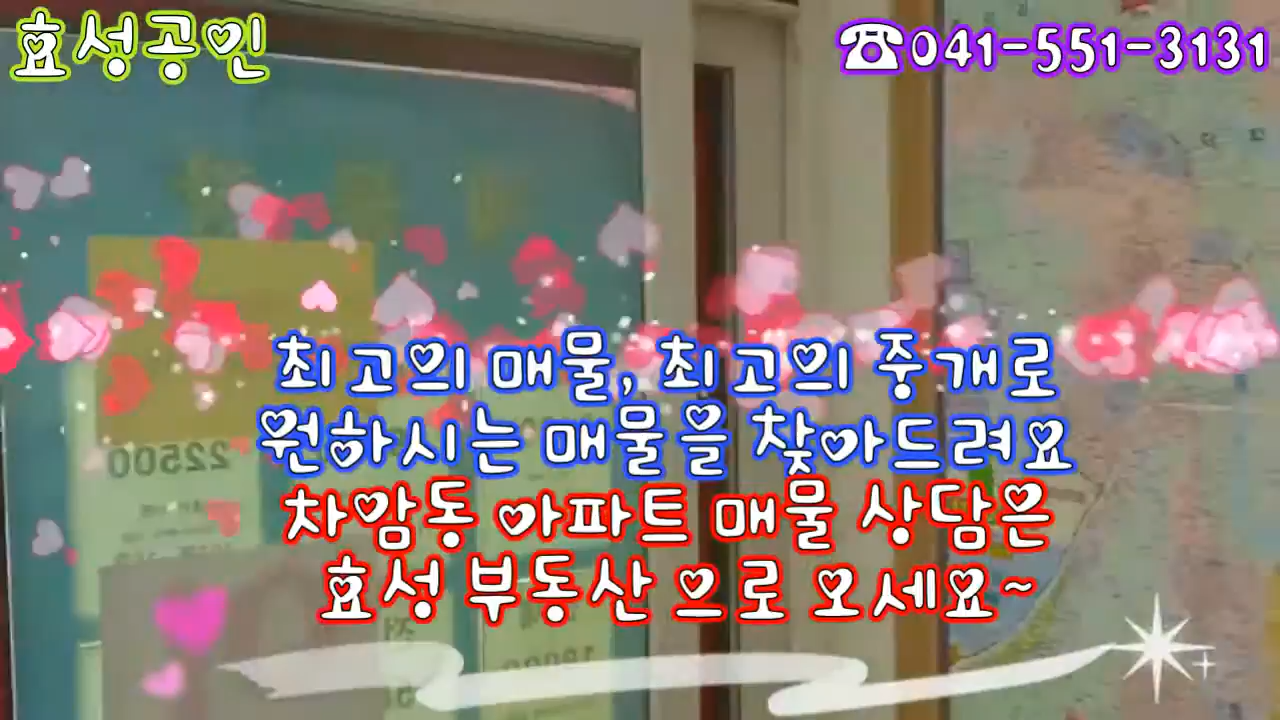 효성공인
☎041-551-3131
최고의 매물, 최고의 중개로
원하시는 매물을 찾아드려요
차암동 아파트 매물 상담은
효성 부동산 으로 오세요~
22500
18000